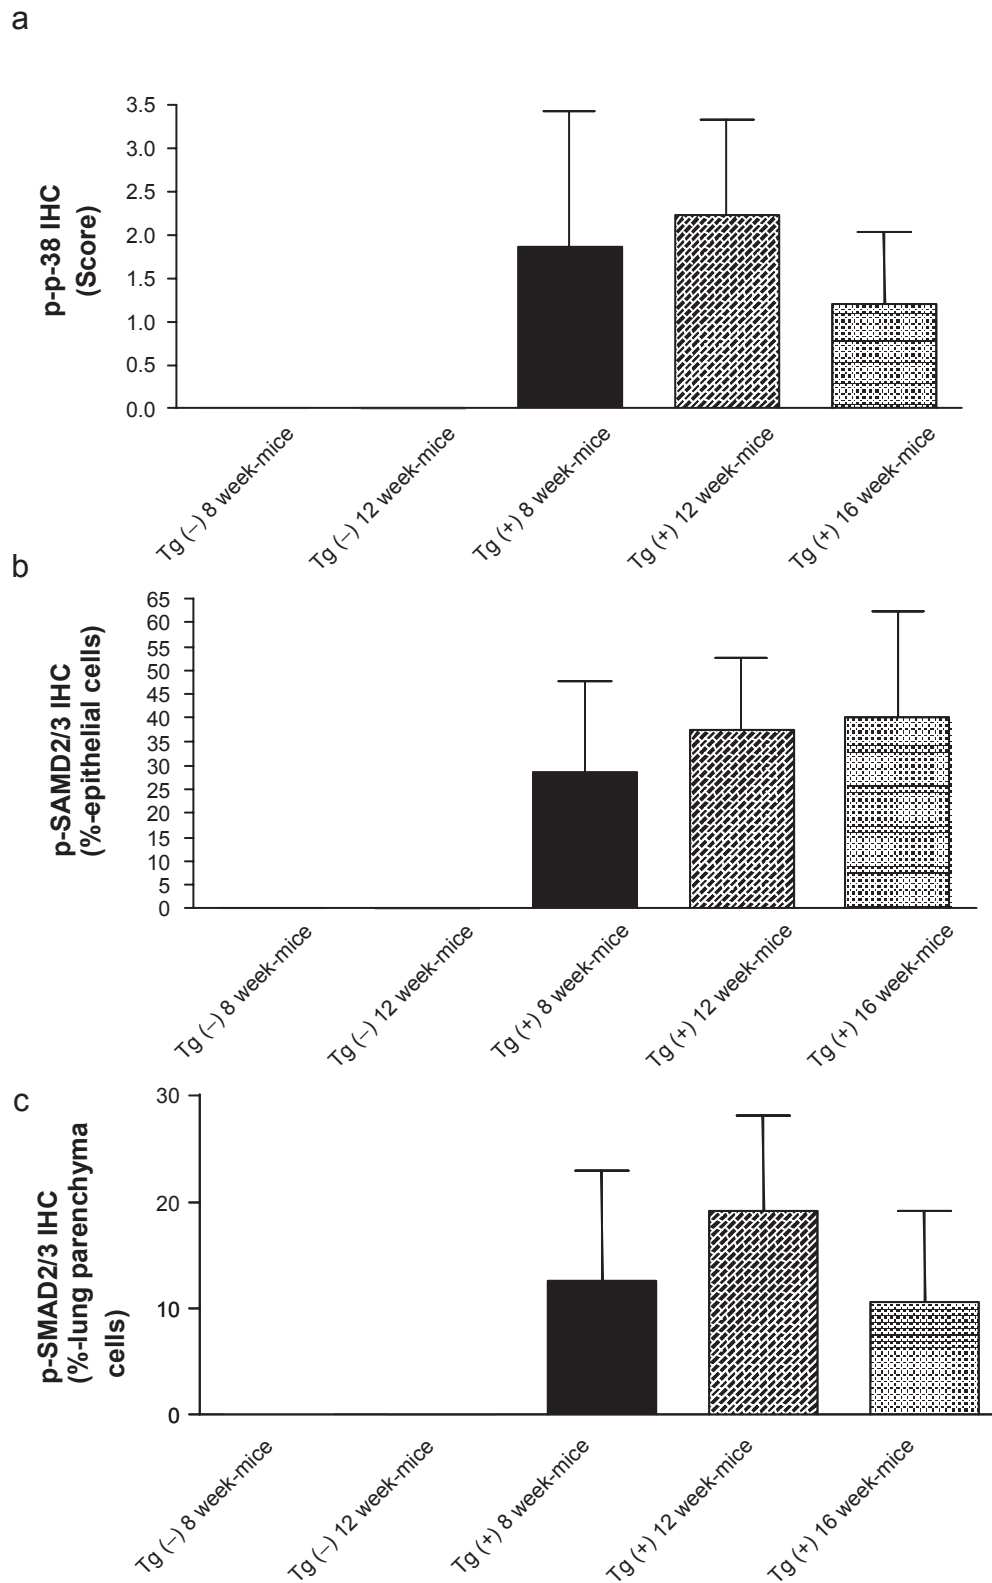 a
3.5
3.0
2.5
2.0
1.5
1.0
0.5
0.0
p-p-38 IHC
(Score)
Tg (−) 8 week-mice
Tg (−) 12 week-mice
Tg (+) 8 week-mice
Tg (+) 12 week-mice
Tg (+) 16 week-mice
b
65
60
55
50
45
40
35
30
25
20
15
10
5
0
p-SAMD2/3 IHC
(%-epithelial cells)
Tg (−) 8 week-mice
Tg (−) 12 week-mice
Tg (+) 8 week-mice
Tg (+) 12 week-mice
Tg (+) 16 week-mice
c
30
20
10
0
p-SMAD2/3 IHC
(%-lung parenchyma
cells)
Tg (−) 8 week-mice
Tg (−) 12 week-mice
Tg (+) 8 week-mice
Tg (+) 12 week-mice
Tg (+) 16 week-mice